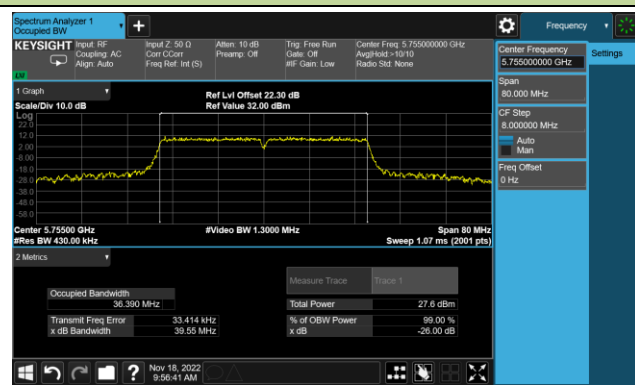 Spectrum Analyzer 1
Occupied BW
+
Frequency
KEYSIGHT
Input: RF
Coupling: AC
Align: Auto
Input Z: 50 Ω
Corr CCorr
Freq Ref: Int (S)
Atten: 10 dB
Preamp: Off
Trig: Free Run
Gate: Off
#IF Gain: Low
Center Freq: 5.755000000 GHz
Avg|Hold:>10/10
Radio Std: None
LW
Center Frequency
5.755000000 GHz
Settings
Span
80.000 MHz
CF Step
8.000000 MHz
Auto
Man
Freq Offset
0 Hz
1 Graph
Scale/Div 10.0 dB
Ref Lvl Offset 22.30 dB
Ref Value 32.00 dBm
Log
22.0
12.0
2.00
-8.00
-18.0
-28.0
-38.0
-48.0
-58.0
Center 5.75500 GHz
#Video BW 1.3000 MHz
Span 80 MHz
#Res BW 430.00 kHz
Sweep 1.07 ms (2001 pts)
2 Metrics
Measure Trace
Trace 1
Occupied Bandwidth
36.390 MHz
Total Power
27.6 dBm
Transmit Freq Error
33.414 kHz
% of OBW Power
99.00 %
x dB Bandwidth
39.55 MHz
x dB
-26.00 dB
?
Nov 18, 2022
9:56:41 AM